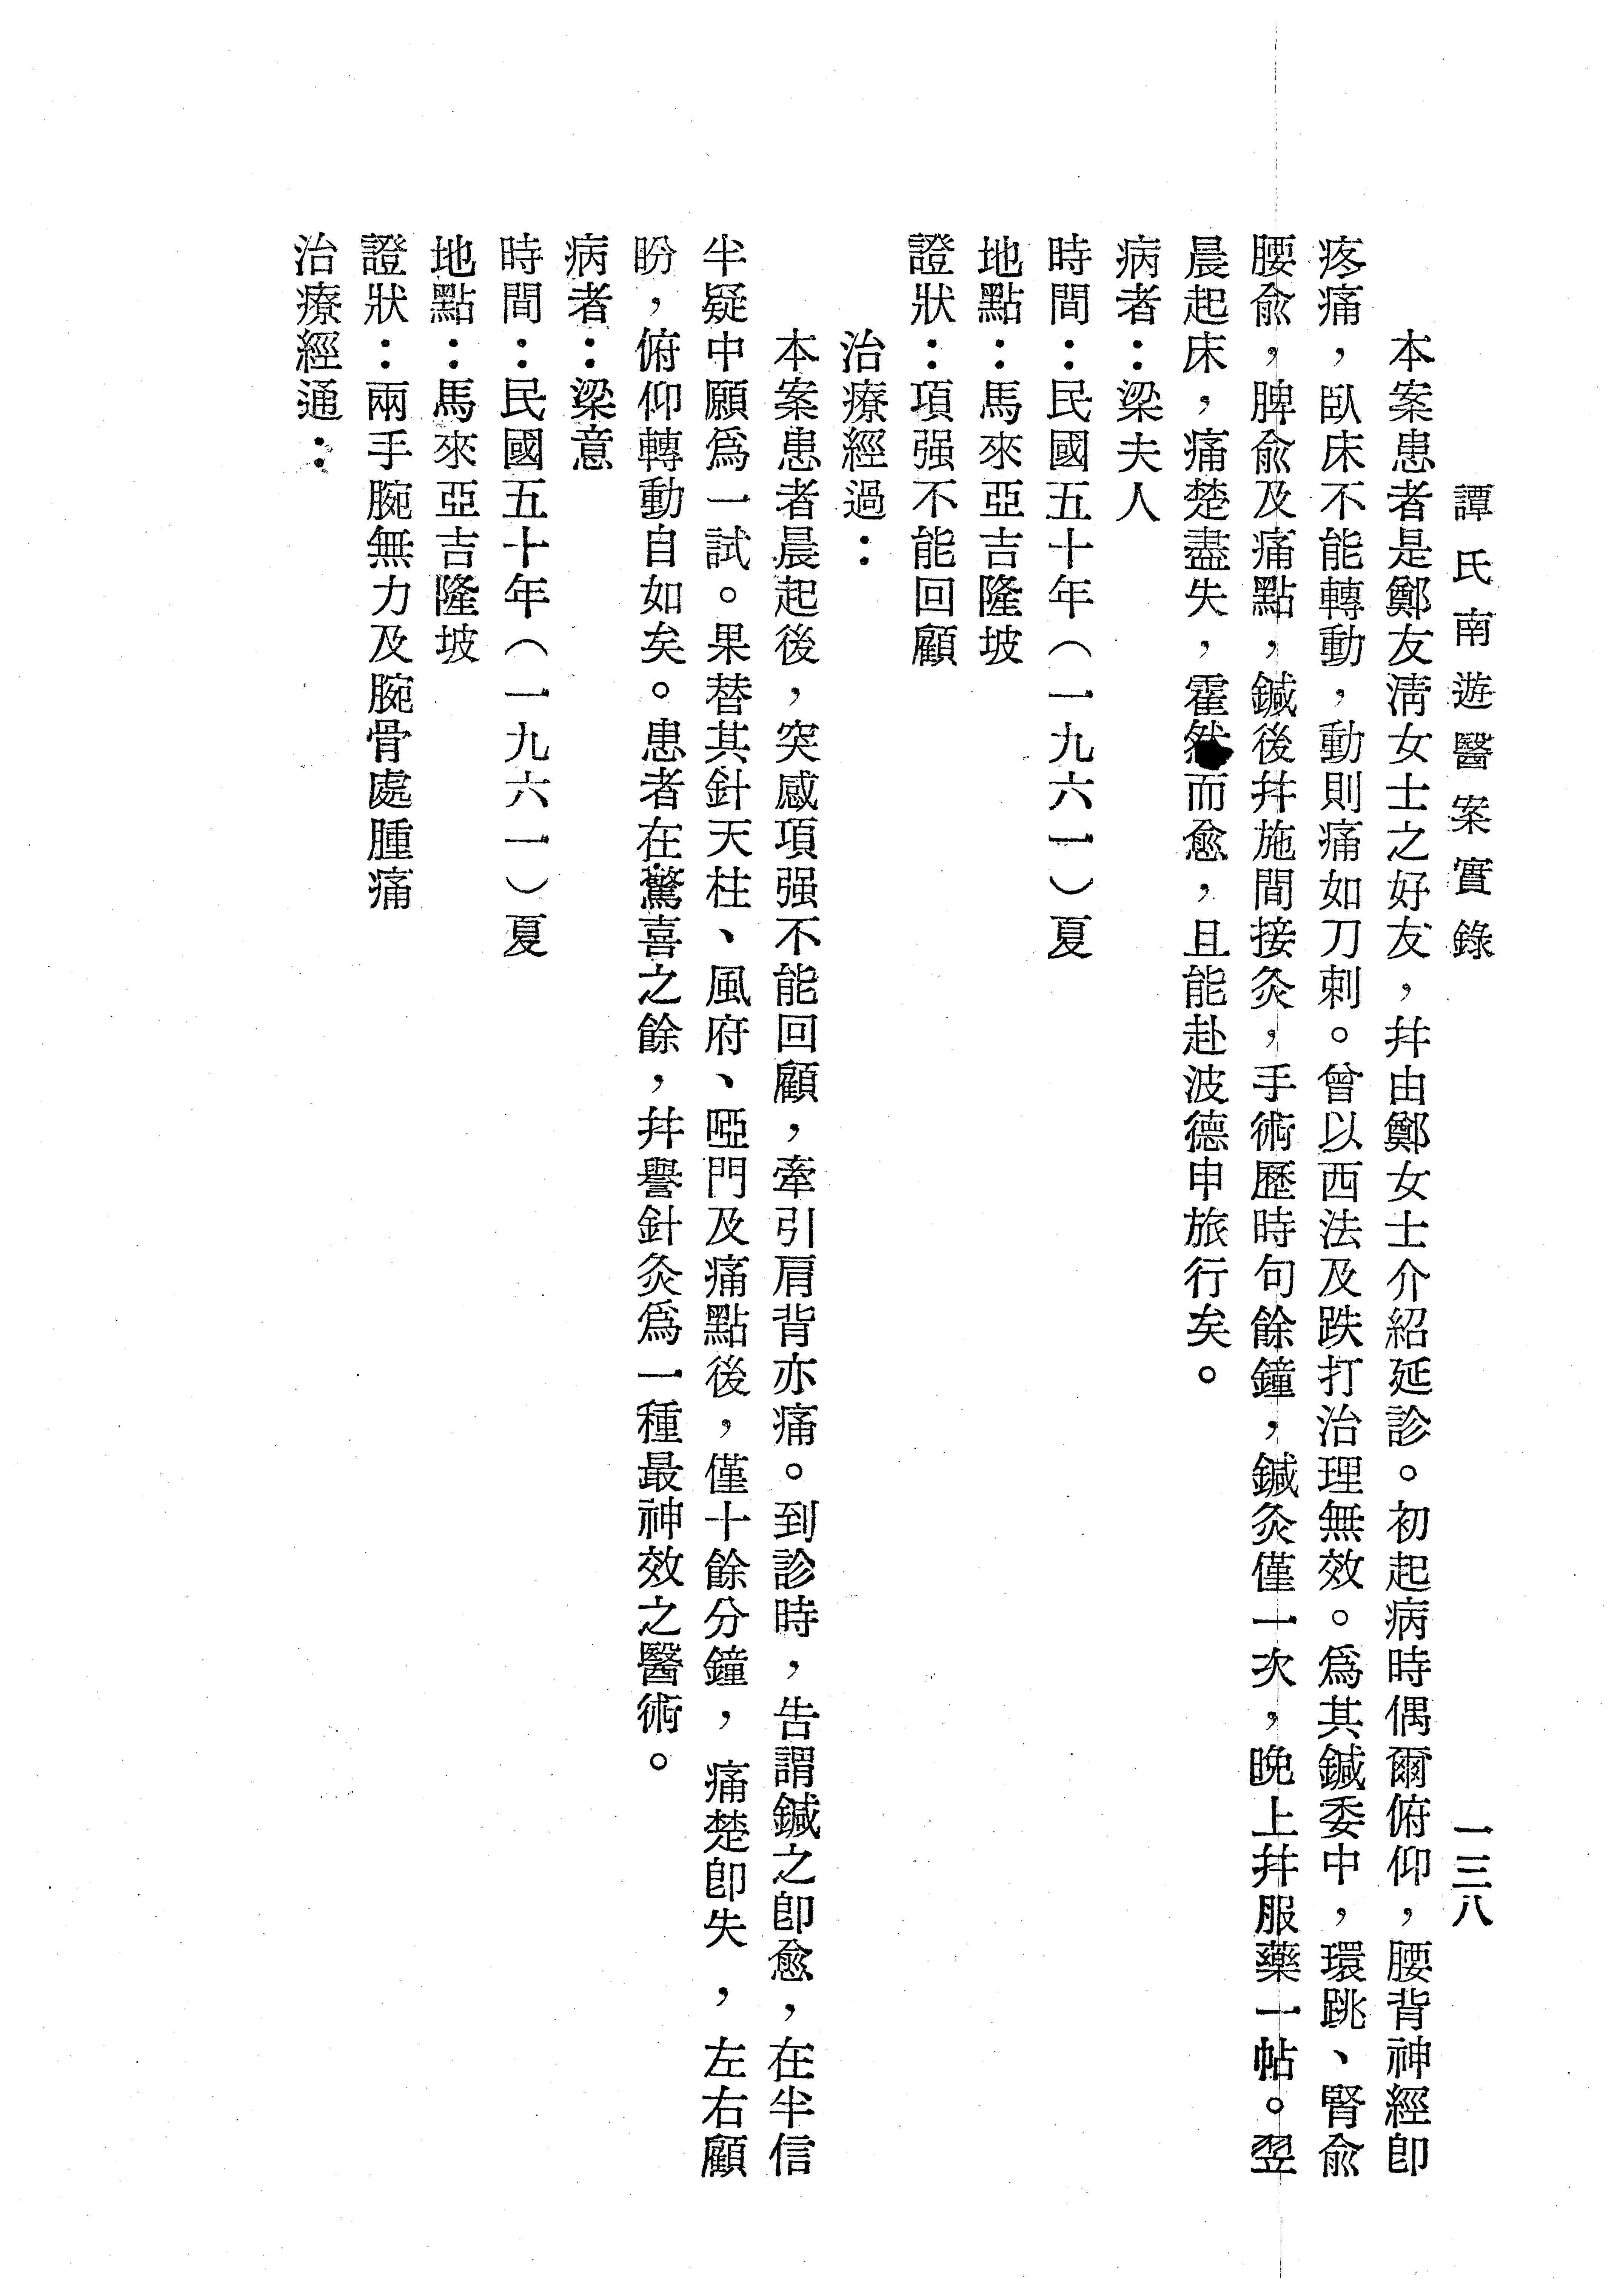 譚氏南遊醫案實錄
一三八
本案患者是鄭友淸女士之好友，幷由鄭女士介紹延診。初起病時偶爾俯仰，腰背神經卽
疼痛，臥床不能轉動，動則痛如刀刺。曾以西法及跌打治理無效。爲其鍼委中，環跳、腎俞
腰俞，脾俞及痛點，鍼後幷施間接灸，手術歷時句餘鐘，鍼灸僅一次，晚上幷服藥一帖。翌
晨起床，痛楚盡失，霍然而愈，且能赴波德申旅行矣。
病者：梁夫人
時間：民國五十年（一九六一）夏
地點：馬來亞吉隆坡
證狀：項强不能回顧
治療經過：
本案患者晨起後，突感項强不能回顧，牽引肩背亦痛。到診時，告謂鍼之卽愈，在半信
半疑中願爲一試。果替其針天柱、風府、啞門及痛點後，僅十餘分鐘，痛楚卽失，左右顧
盼，俯仰轉動自如矣。患者在驚喜之餘，幷譽針灸爲一種最神效之醫術。
病者：梁意
時間：民國五十年（一九六一）夏
地點：馬來亞吉隆坡
證狀：兩手腕無力及腕骨處腫痛
治療經通：